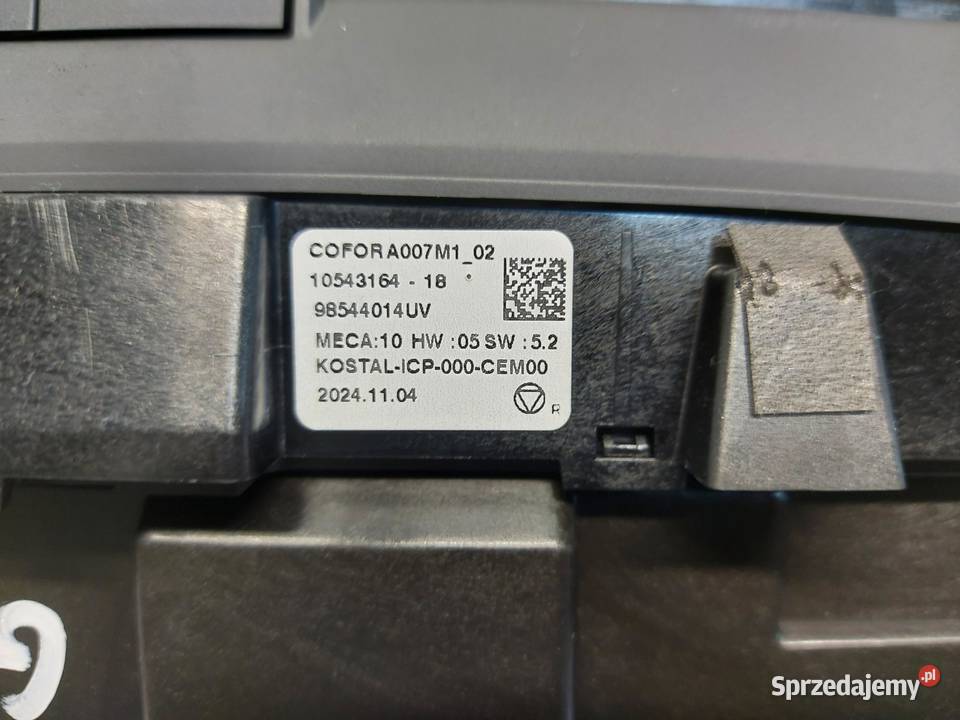 COFOR A007M1_02
10543164 - 18
98544014UV
MECA:10 HW :05 SW : 5.2
KOSTAL-ICP-000-CEM00
2024.11.04
R
G
Sprzedajemy.pl